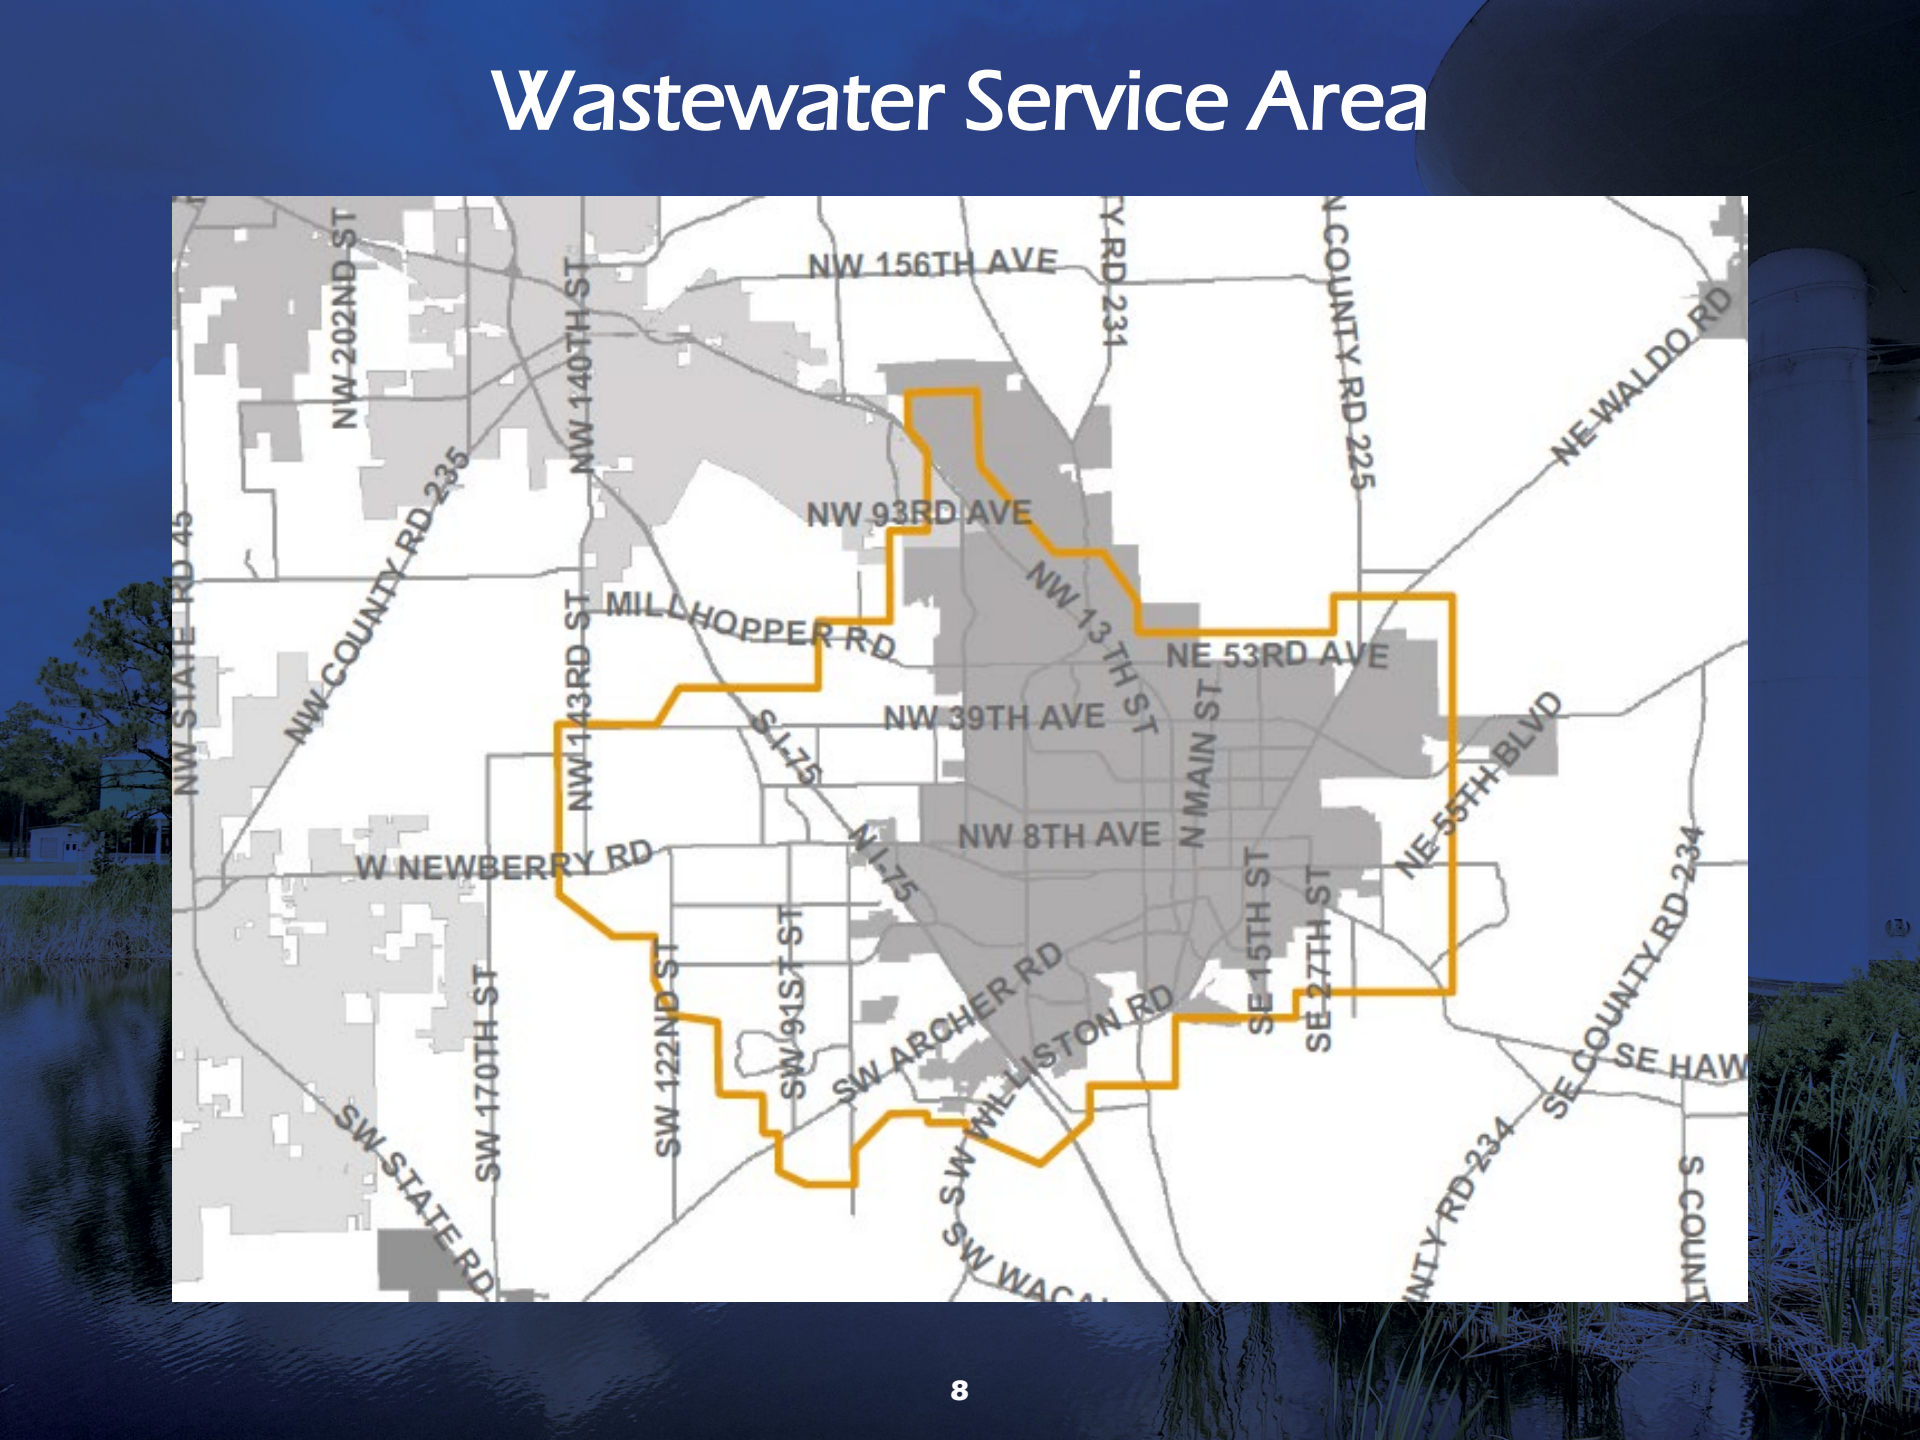 Wastewater Service Area
NW 202ND ST
NW 140TH ST
NW 156TH AVE
TY RD 231
N COUNTY RD 225
NE WALDO RD
NW STATE RD 45
NW COUNTY RD 235
NW 93RD AVE
NW 143RD ST
MILLHOPPER RD
NW 13 TH ST
NE 53RD AVE
S I-75
NW 39TH AVE
N MAIN ST
NE 55TH BLVD
W NEWBERRY RD
N I-75
NW 8TH AVE
SE 15TH ST
SE 27TH ST
SE COUNTY RD 234
SW 170TH ST
SW 122ND ST
SW 91ST ST
SW ARCHER RD
SW WILLISTON RD
SE HAW
SW STATE RD
S SW
SW WACA
UNTY RD 234
S COUNT
8